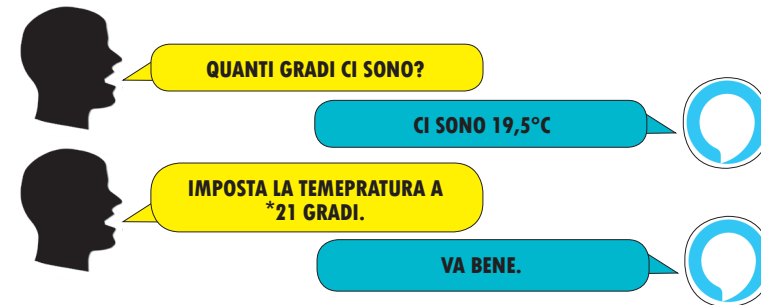 QUANTI GRADI CI SONO?
CI SONO 19,5°C
IMPOSTA LA TEMEPRATURA A
*21 GRADI.
VA BENE.